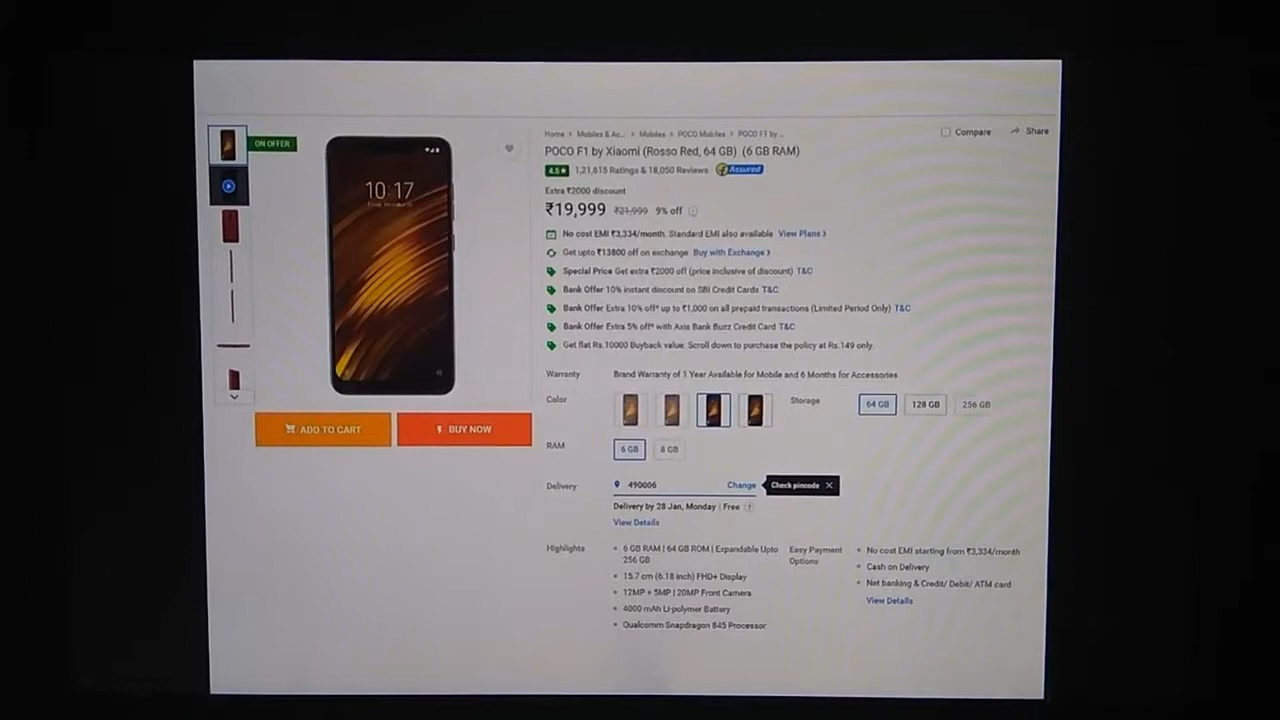 Home > Mobiles & Ac... > Mobiles > POCO Mobiles > POCO F1 by ...
Compare
Share
ON OFFER
POCO F1 by Xiaomi (Rosso Red, 64 GB) (6 GB RAM)
4.5★ 1,21,615 Ratings & 18,050 Reviews Assured
Extra ₹2000 discount
₹19,999 ₹21,999 9% off
10:17
No cost EMI ₹3,334/month. Standard EMI also available View Plans >
Get upto ₹13800 off on exchange Buy with Exchange >
Special Price Get extra ₹2000 off (price inclusive of discount) T&C
Bank Offer 10% instant discount on SBI Credit Cards T&C
Bank Offer Extra 10% off* up to ₹1,000 on all prepaid transactions (Limited Period Only) T&C
Bank Offer Extra 5% off* with Axis Bank Buzz Credit Card T&C
Get flat Rs.10000 Buyback value. Scroll down to purchase the policy at Rs.149 only.
Warranty Brand Warranty of 1 Year Available for Mobile and 6 Months for Accessories
Color
Storage 64 GB 128 GB 256 GB
ADD TO CART
BUY NOW
RAM 6 GB 8 GB
Delivery 490006 Change Check pincode ✕
Delivery by 28 Jan, Monday | Free ?
View Details
Highlights
• 6 GB RAM | 64 GB ROM | Expandable Upto
256 GB
• 15.7 cm (6.18 inch) FHD+ Display
• 12MP + 5MP | 20MP Front Camera
• 4000 mAh Li-polymer Battery
• Qualcomm Snapdragon 845 Processor
Easy Payment
Options
• No cost EMI starting from ₹3,334/month
• Cash on Delivery
• Net banking & Credit/ Debit/ ATM card
View Details